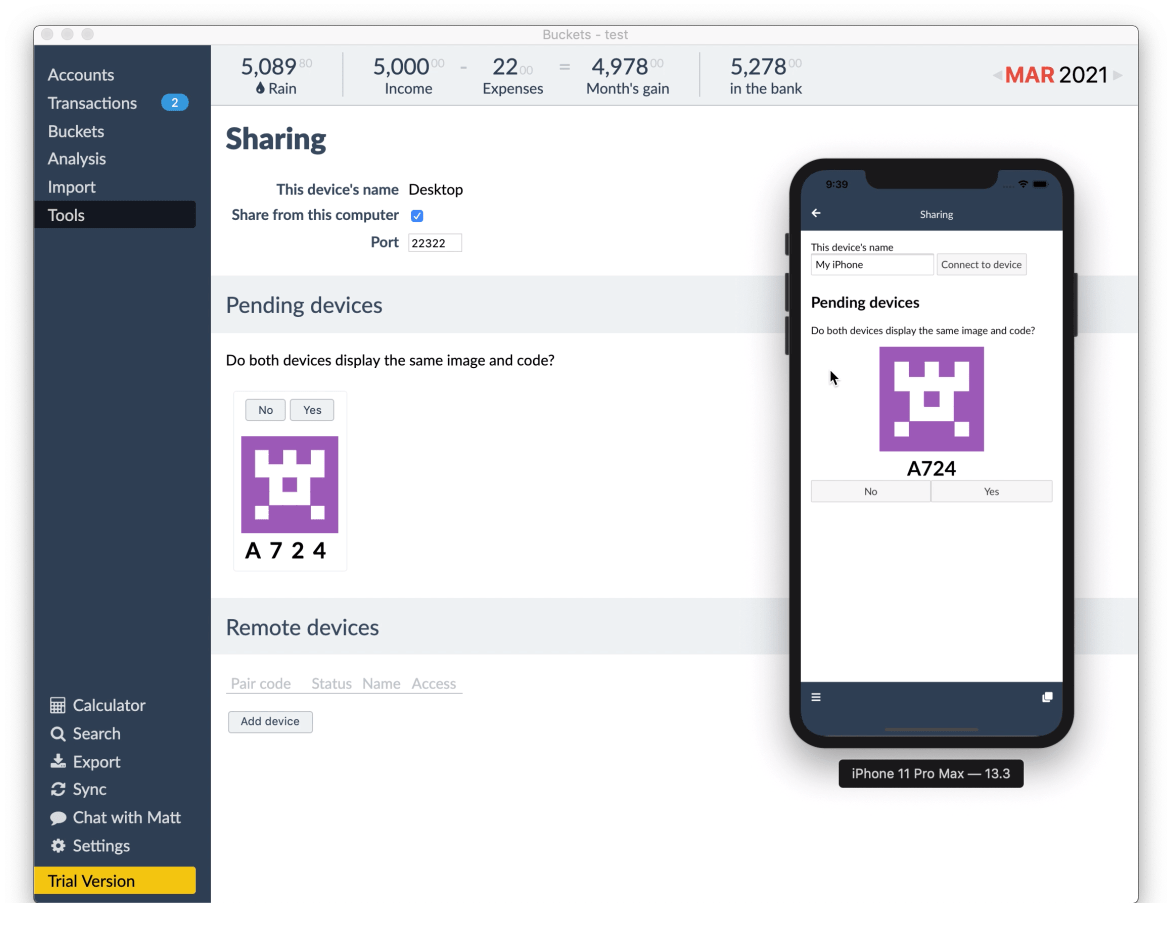 Buckets - test
Accounts
Transactions 2
Buckets
Analysis
Import
Tools
Calculator
Search
Export
Sync
Chat with Matt
Settings
Trial Version
5,089 80 5,000 00 - 22 00 = 4,978 00 5,278 00
Rain Income Expenses Month's gain in the bank
MAR 2021
Sharing
This device's name Desktop
Share from this computer
Port 22322
Pending devices
Do both devices display the same image and code?
No Yes
A 7 2 4
Remote devices
Pair code Status Name Access
Add device
9:39
Sharing
This device's name
My iPhone Connect to device
Pending devices
Do both devices display the same image and code?
A724
No Yes
iPhone 11 Pro Max — 13.3